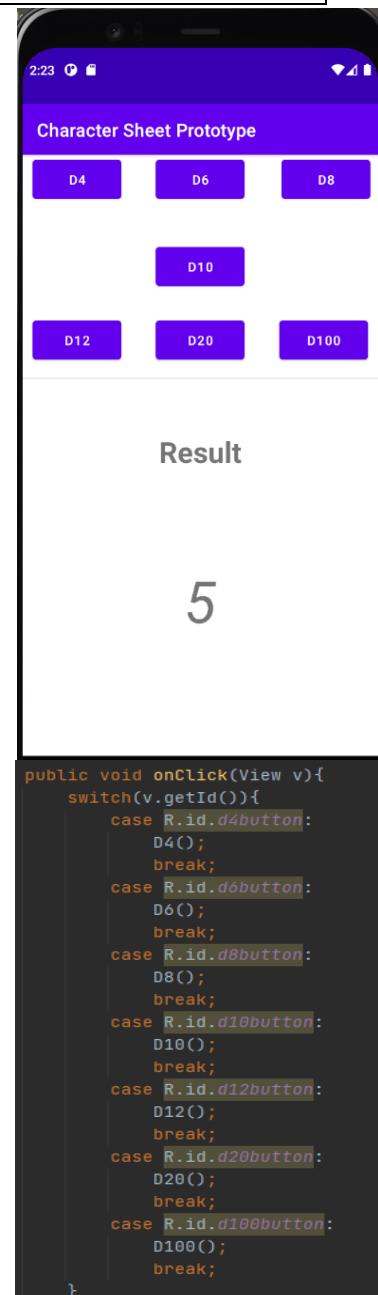 2:23
Character Sheet Prototype
D4 D6 D8
D10
D12 D20 D100
Result
5
public void onClick(View v){
    switch(v.getId()){
        case R.id.d4button:
            D4();
            break;
        case R.id.d6button:
            D6();
            break;
        case R.id.d8button:
            D8();
            break;
        case R.id.d10button:
            D10();
            break;
        case R.id.d12button:
            D12();
            break;
        case R.id.d20button:
            D20();
            break;
        case R.id.d100button:
            D100();
            break;
    }